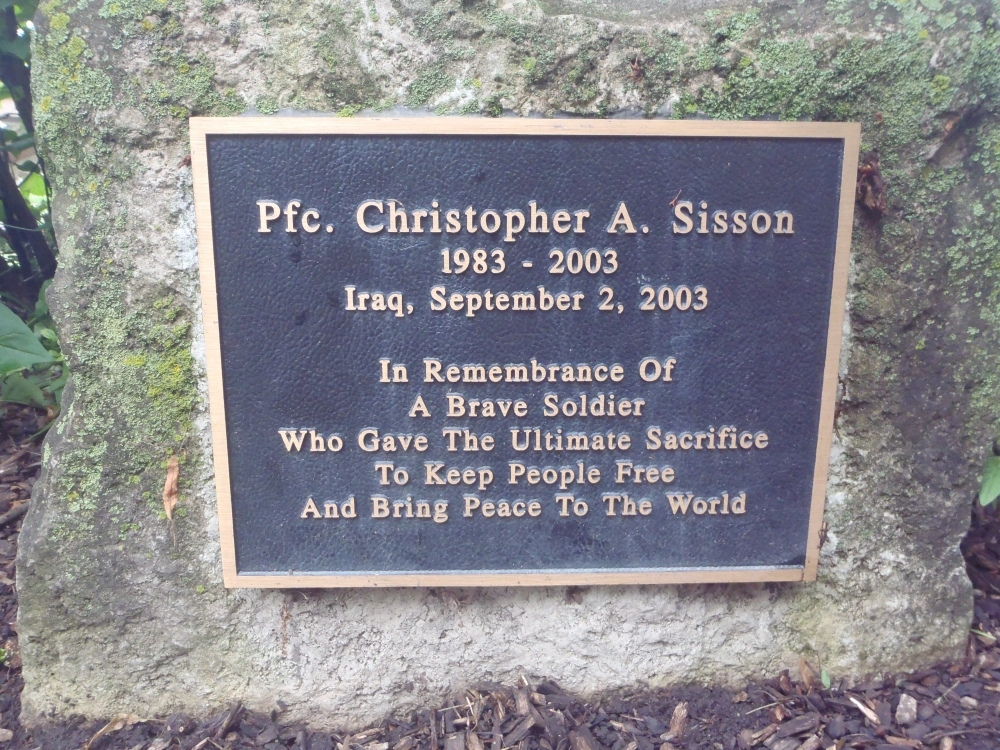 Pfc. Christopher A. Sisson
1983 - 2003
Iraq, September 2, 2003
In Remembrance Of
A Brave Soldier
Who Gave The Ultimate Sacrifice
To Keep People Free
And Bring Peace To The World